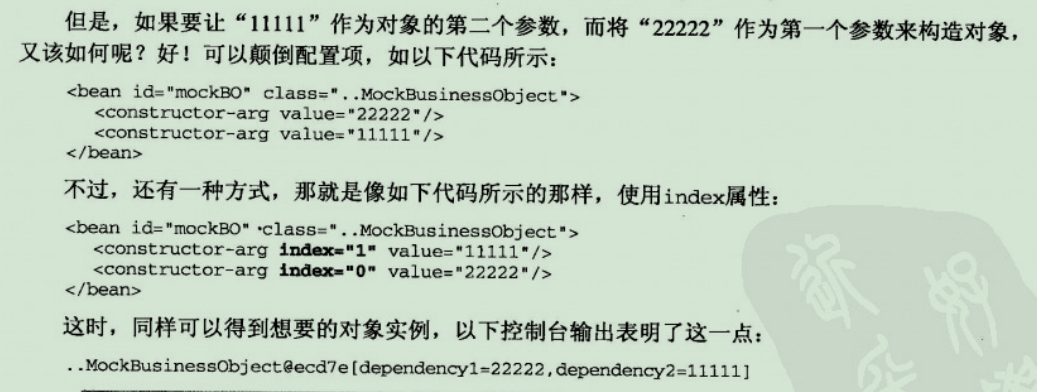 但是，如果要让“11111”作为对象的第二个参数，而将“22222”作为第一个参数来构造对象，
又该如何呢？好！可以颠倒配置项，如以下代码所示：
<bean id="mockBO" class="..MockBusinessObject">
<constructor-arg value="22222"/>
<constructor-arg value="11111"/>
</bean>
不过，还有一种方式，那就是像如下代码所示的那样，使用index属性：
<bean id="mockBO" class="..MockBusinessObject">
<constructor-arg index="1" value="11111"/>
<constructor-arg index="0" value="22222"/>
</bean>
这时，同样可以得到想要的对象实例，以下控制台输出表明了这一点：
..MockBusinessObject@ecd7e[dependency1=22222,dependency2=11111]